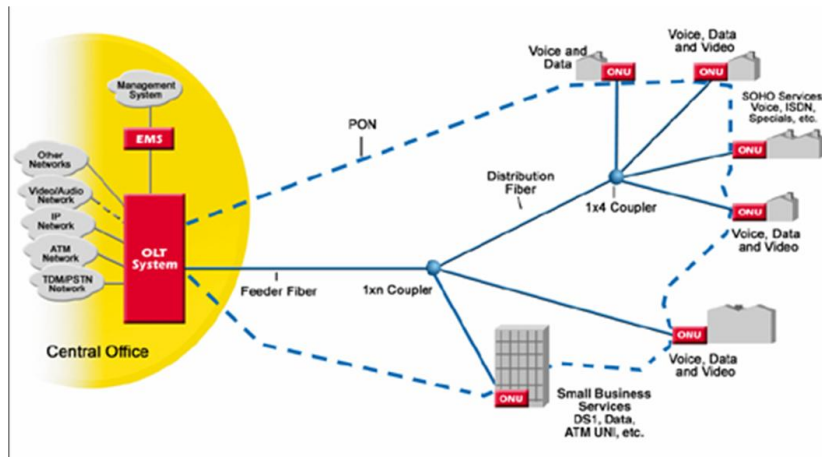 Management
System
EMS
Other
Networks
Video/Audio
Network
IP
Network
ATM
Network
TDM/PSTN
Network
OLT
System
Central Office
PON
Feeder Fiber
1xn Coupler
Distribution
Fiber
1x4 Coupler
Voice and
Data
ONU
Voice, Data
and Video
ONU
SOHO Services
Voice, ISDN,
Specials, etc.
ONU
ONU
Voice, Data
and Video
ONU
Voice, Data
and Video
ONU
Small Business
Services
DS1, Data,
ATM UNI, etc.